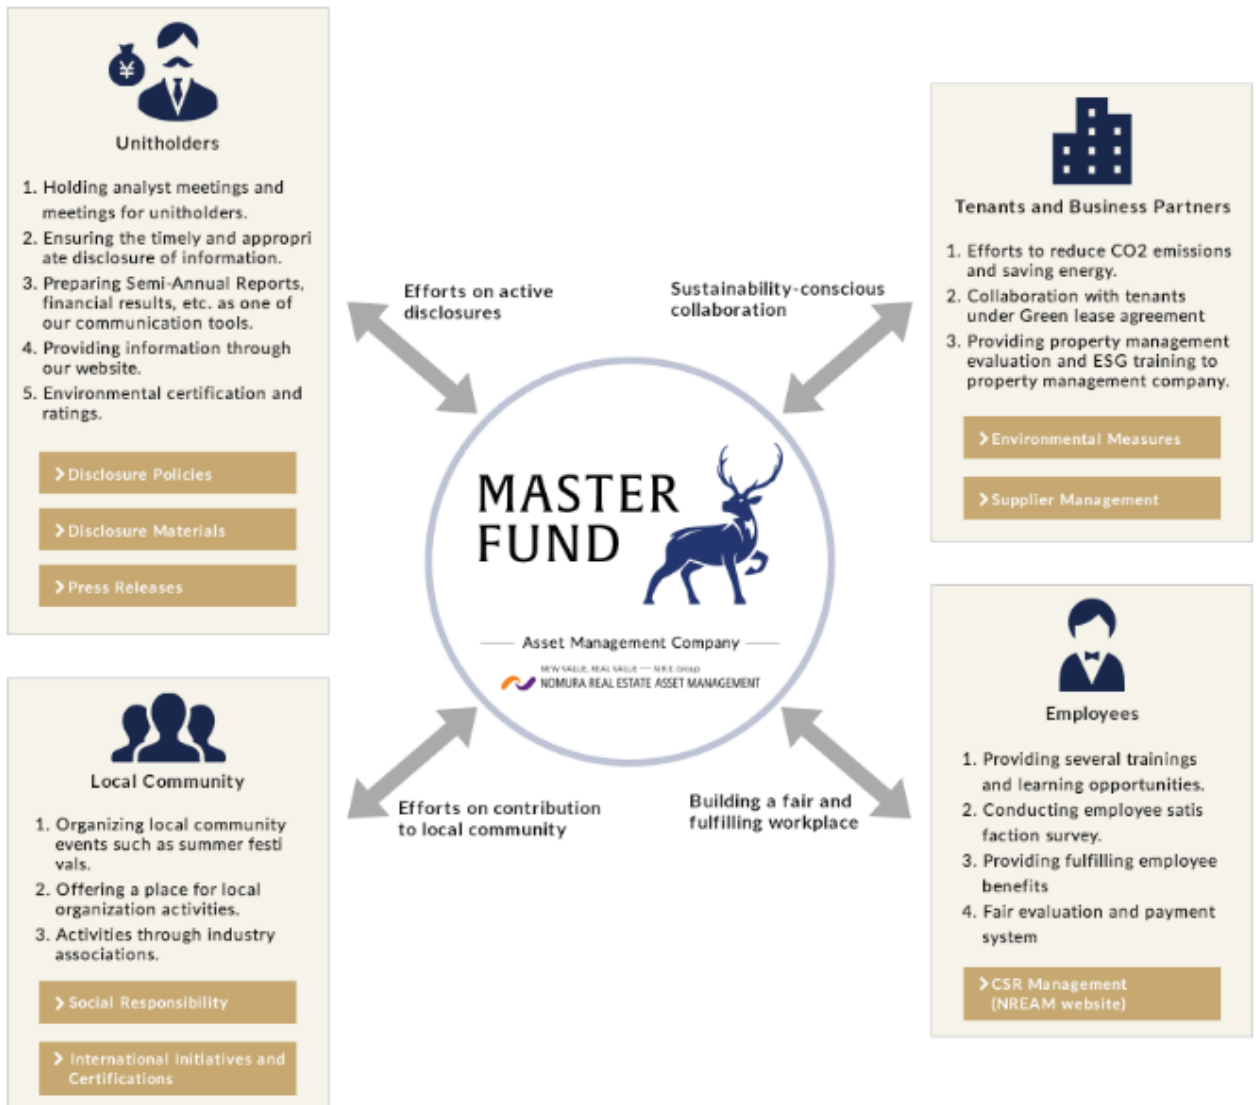 ¥
Unitholders
1. Holding analyst meetings and
meetings for unitholders.
2. Ensuring the timely and appropri
ate disclosure of information.
3. Preparing Semi-Annual Reports,
financial results, etc. as one of
our communication tools.
4. Providing information through
our website.
5. Environmental certification and
ratings.
Disclosure Policies
Disclosure Materials
Press Releases
Efforts on active
disclosures
Sustainability-conscious
collaboration
Tenants and Business Partners
1. Efforts to reduce CO2 emissions
and saving energy.
2. Collaboration with tenants
under Green lease agreement
3. Providing property management
evaluation and ESG training to
property management company.
Environmental Measures
Supplier Management
MASTER
FUND
Asset Management Company
NEW VALUE, REAL VALUE — N.R.E. Group
NOMURA REAL ESTATE ASSET MANAGEMENT
Local Community
1. Organizing local community
events such as summer festi
vals.
2. Offering a place for local
organization activities.
3. Activities through industry
associations.
Social Responsibility
International Initiatives and
Certifications
Efforts on contribution
to local community
Building a fair and
fulfilling workplace
Employees
1. Providing several trainings
and learning opportunities.
2. Conducting employee satis
faction survey.
3. Providing fulfilling employee
benefits
4. Fair evaluation and payment
system
CSR Management
(NREAM website)